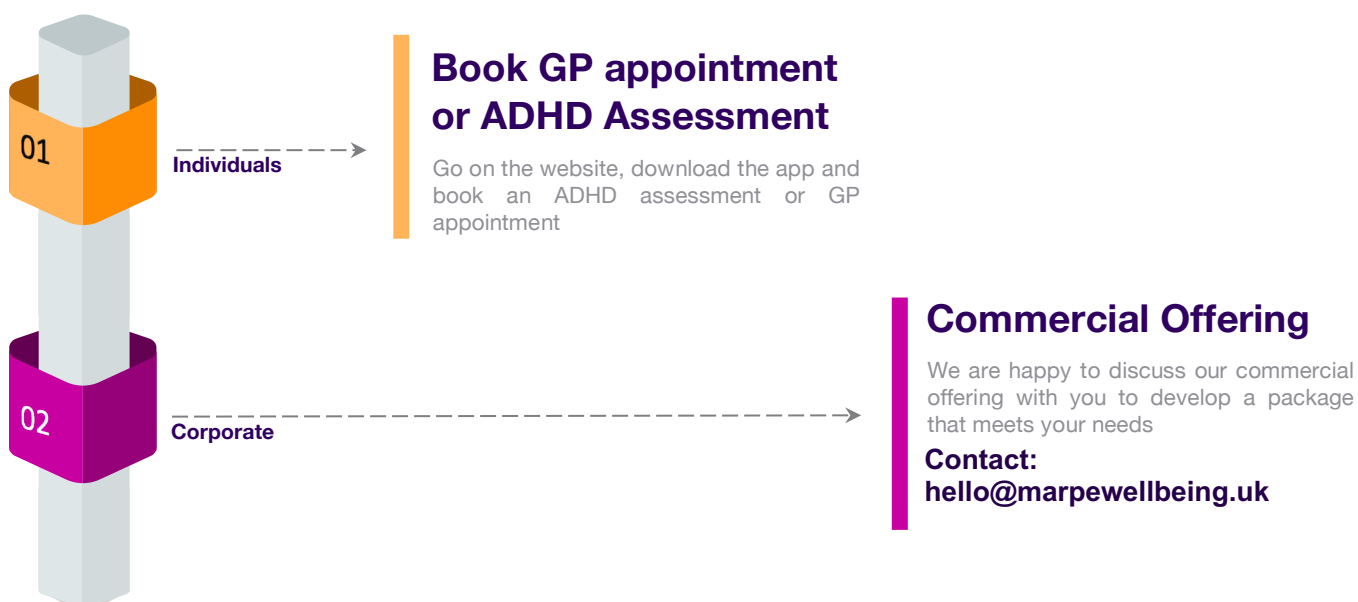 01
Individuals
Book GP appointment
or ADHD Assessment
Go on the website, download the app and
book an ADHD assessment or GP
appointment
02
Corporate
Commercial Offering
We are happy to discuss our commercial
offering with you to develop a package
that meets your needs
Contact:
hello@marpewellbeing.uk